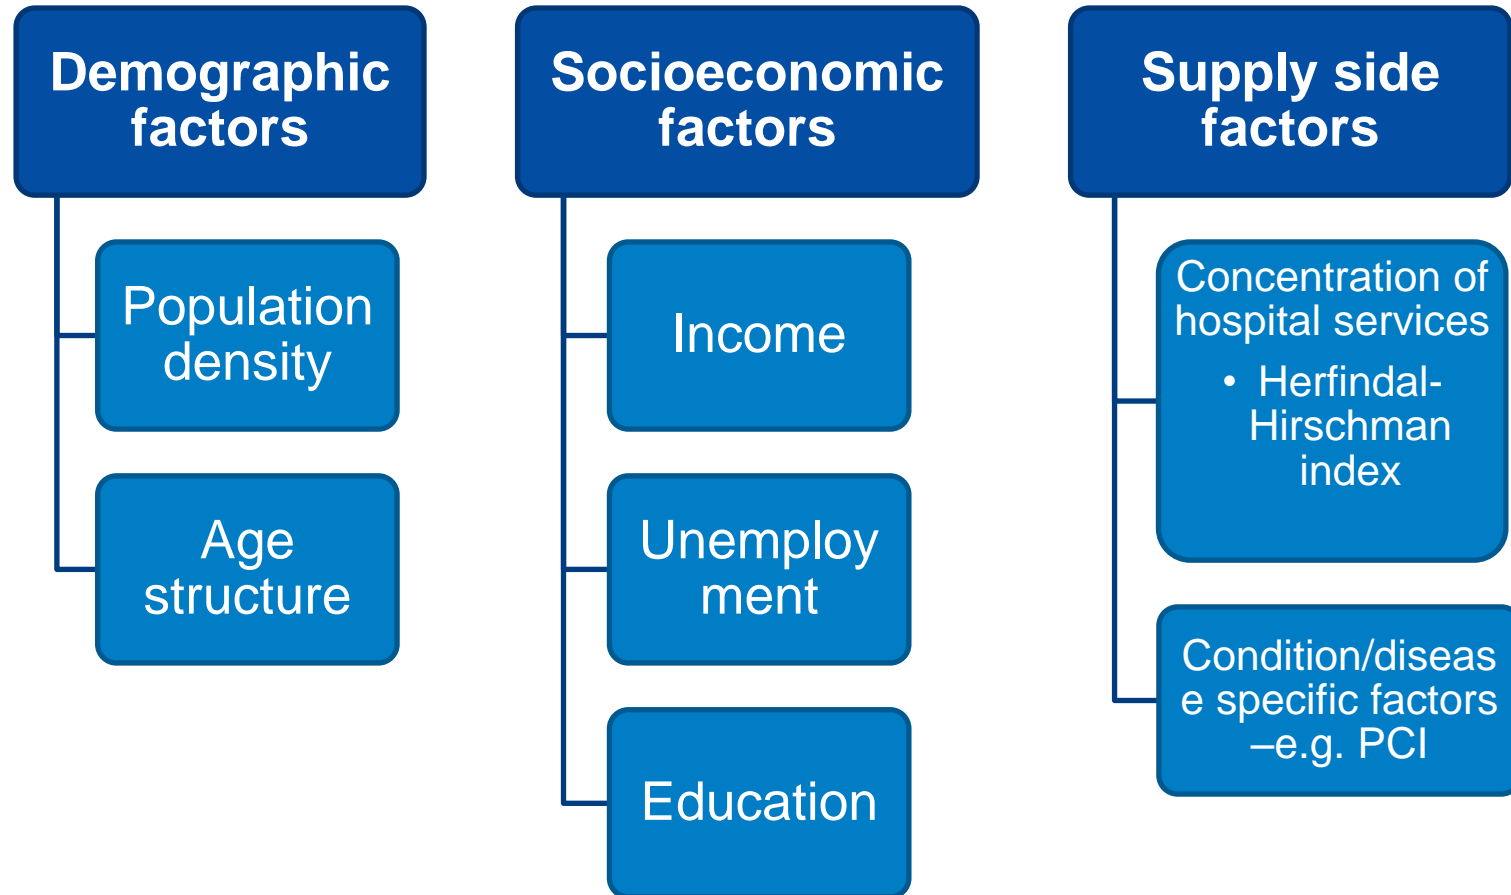 Demographic
factors
Population
density
Age
structure
Socioeconomic
factors
Income
Unemploy
ment
Education
Supply side
factors
Concentration of
hospital services
• Herfindal-
Hirschman
index
Condition/diseas
e specific factors
–e.g. PCI